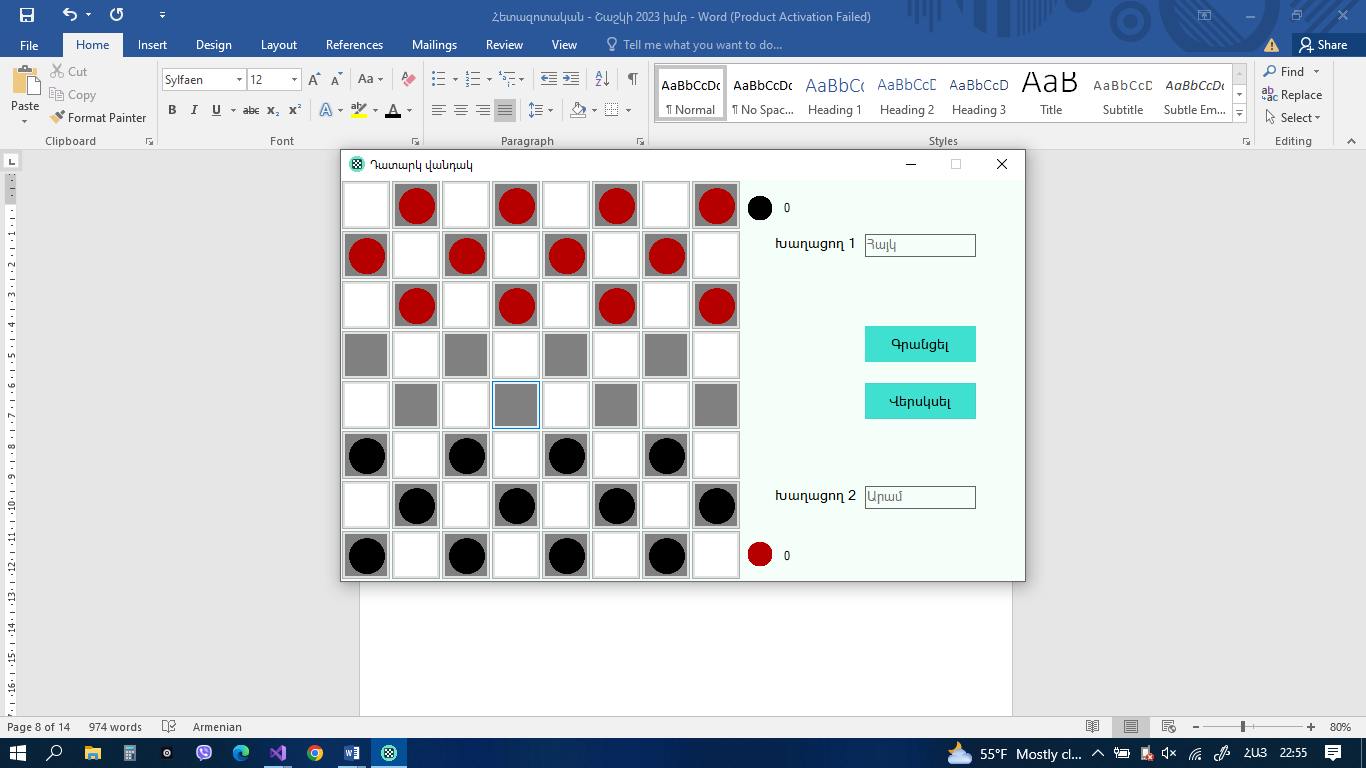 Հետազոտական - Շաշկի 2023 խմբ - Word (Product Activation Failed)
File Home Insert Design Layout References Mailings Review View Tell me what you want to do... Share
Paste
Cut
Copy
Format Painter
Clipboard
Sylfaen 12
Font
Paragraph
AaBbCcDc AaBbCcDc AaBbCc AaBbCcD AaBbCcDc AaB AaBbCcD AaBbCcDc
¶ Normal ¶ No Spac... Heading 1 Heading 2 Heading 3 Title Subtitle Subtle Em...
Styles
Find
Replace
Select
Editing
Դատարկ վանդակ
0
Խաղացող 1 Հայկ
Գրանցել
Վերսկսել
Խաղացող 2 Արամ
0
Page 8 of 14 974 words Armenian 80%
55°F Mostly cl... ՀԱՅ 22:55